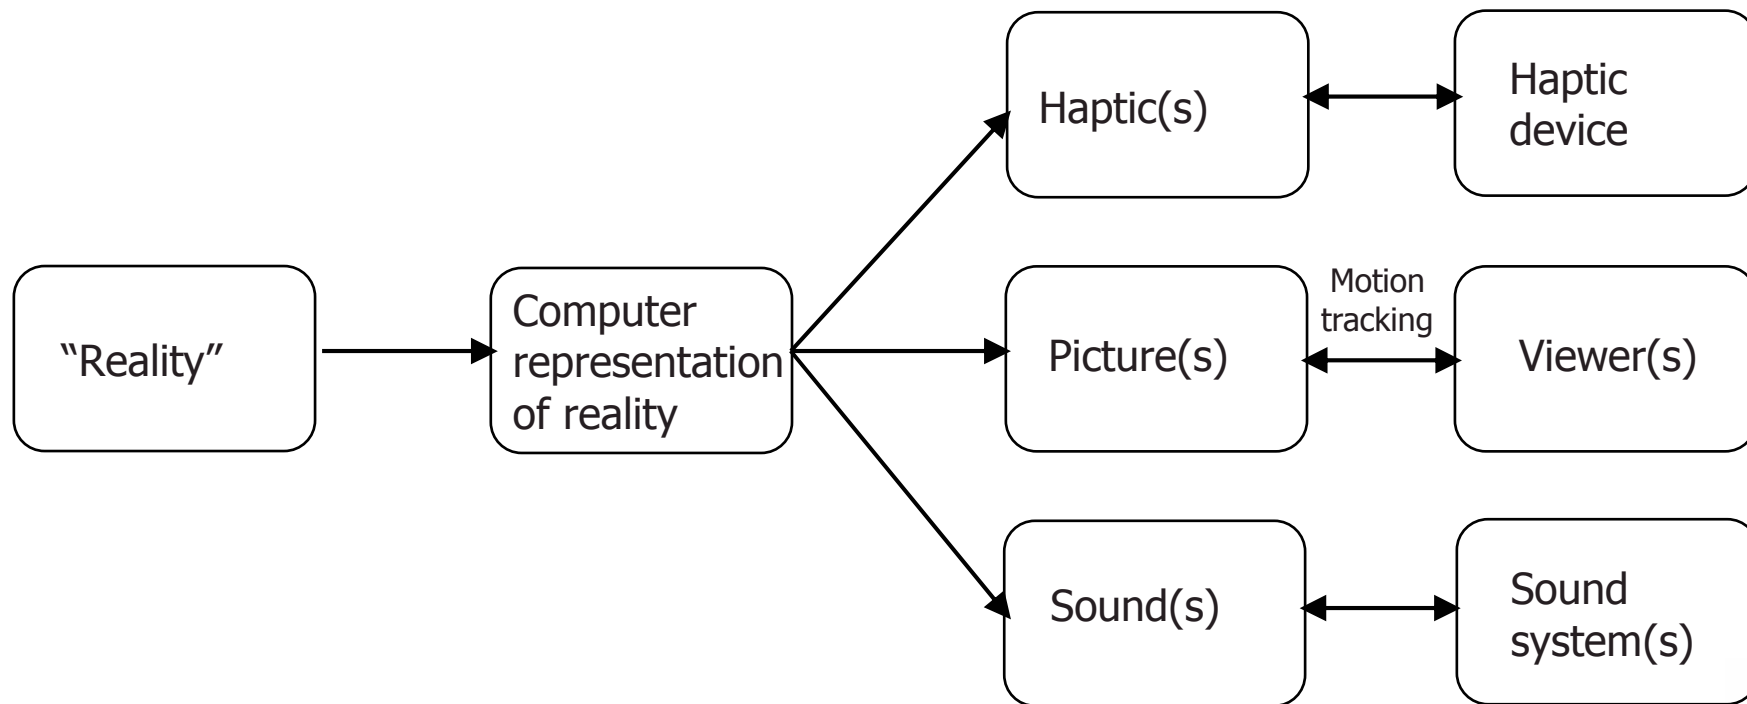 Haptic(s)
Haptic
device
“Reality”
Computer
representation
of reality
Picture(s)
Motion
tracking
Viewer(s)
Sound(s)
Sound
system(s)